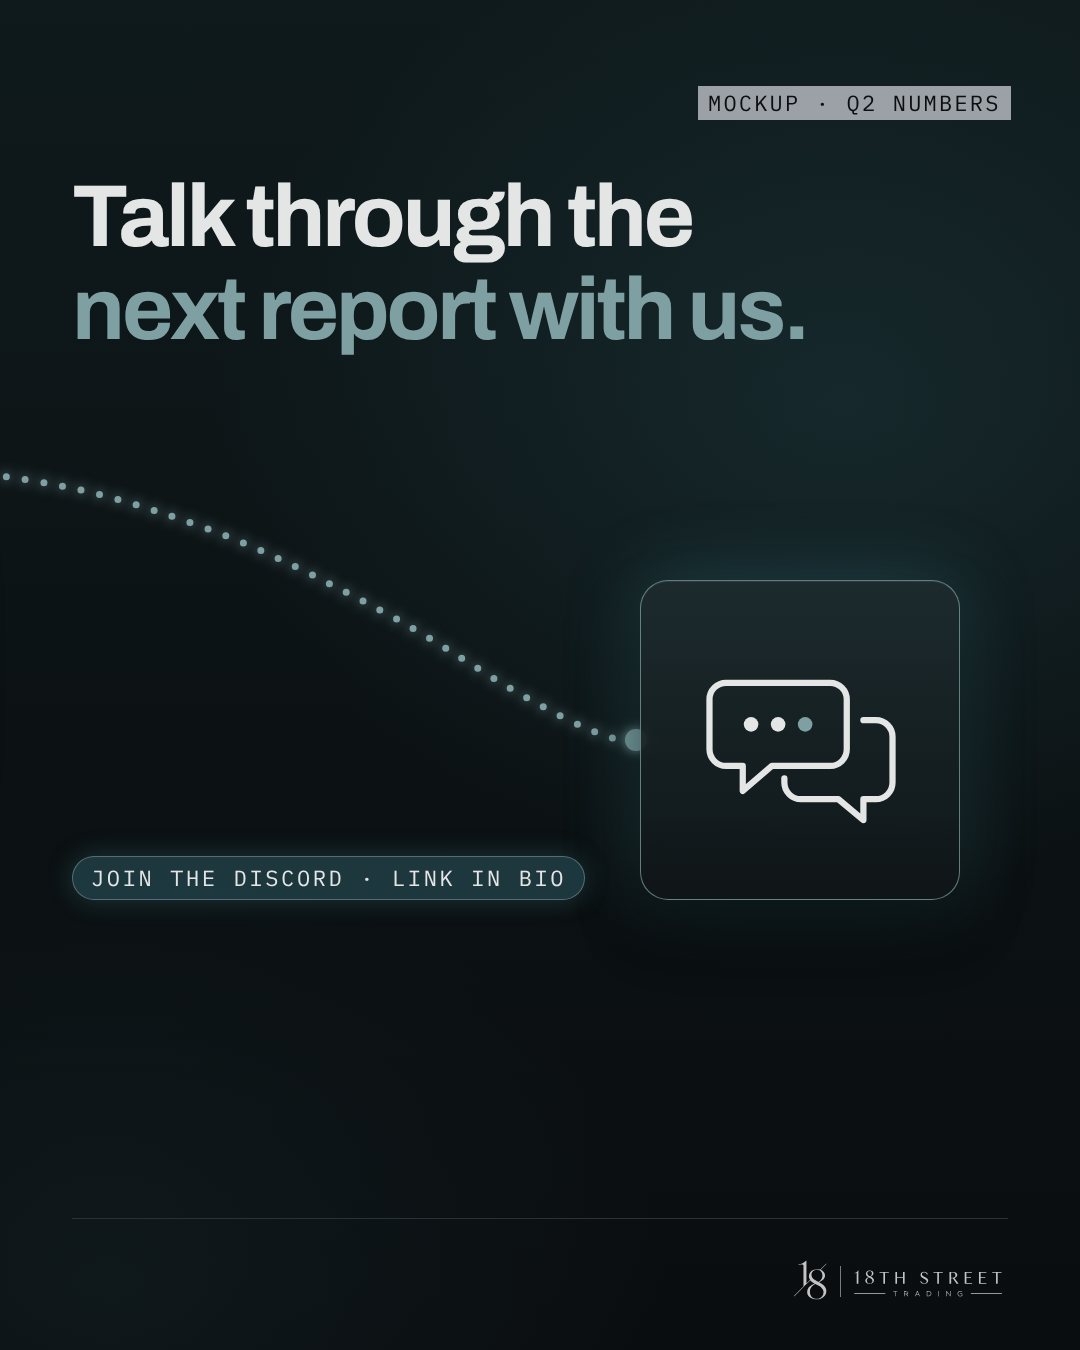 MOCKUP · Q2 NUMBERS
Talk through the
next report with us.
JOIN THE DISCORD · LINK IN BIO
18 | 18TH STREET
TRADING